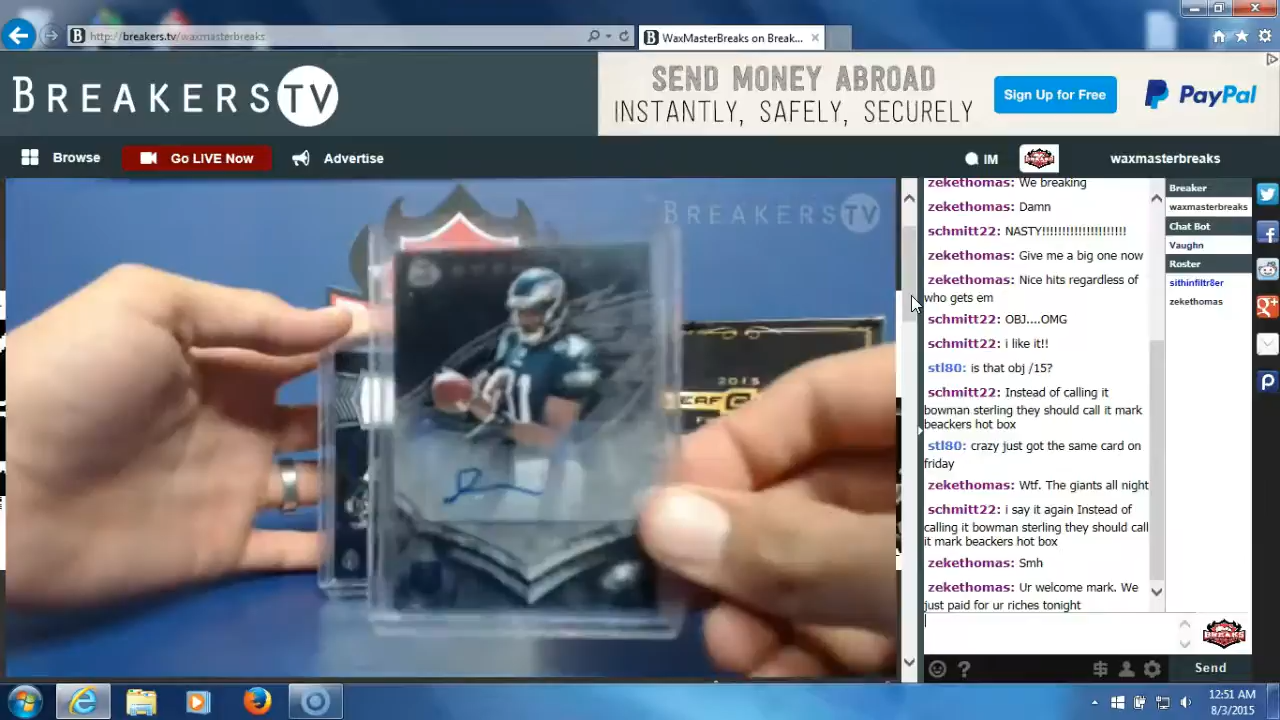 http://breakers.tv/waxmasterbreaks
WaxMasterBreaks on Break...
BREAKERS TV
SEND MONEY ABROAD
INSTANTLY, SAFELY, SECURELY
Sign Up for Free
PayPal
Browse
Go LIVE Now
Advertise
IM
waxmasterbreaks
BREAKERS TV
2015
zekethomas: We breaking
zekethomas: Damn
schmitt22: NASTY!!!!!!!!!!!!!!!!!!!!!!
zekethomas: Give me a big one now
zekethomas: Nice hits regardless of
who gets em
schmitt22: OBJ....OMG
schmitt22: i like it!!
stl80: is that obj /15?
schmitt22: Instead of calling it
bowman sterling they should call it mark
beackers hot box
stl80: crazy just got the same card on
friday
zekethomas: Wtf. The giants all night
schmitt22: i say it again Instead of
calling it bowman sterling they should call
it mark beackers hot box
zekethomas: Smh
zekethomas: Ur welcome mark. We
just paid for ur riches tonight
Breaker
waxmasterbreaks
Chat Bot
Vaughn
Roster
sithinfiltr8er
zekethomas
BREAKS
Send
12:51 AM
8/3/2015